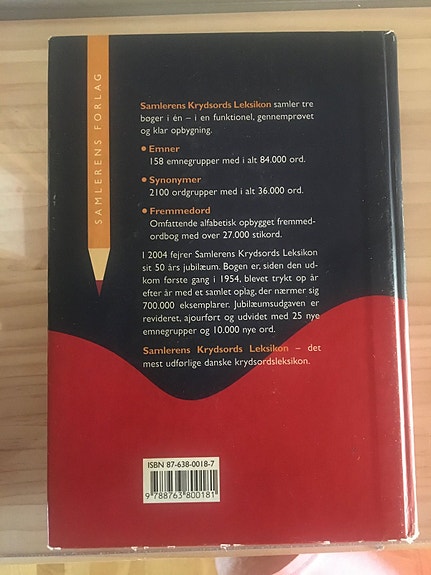 SAMLERENS FORLAG
Samlerens Krydsords Leksikon samler tre
bøger i én – i en funktionel, gennemprøvet
og klar opbygning.
• Emner
158 emnegrupper med i alt 84.000 ord.
• Synonymer
2100 ordgrupper med i alt 36.000 ord.
• Fremmedord
Omfattende alfabetisk opbygget fremmed-
ordbog med over 27.000 stikord.
I 2004 fejrer Samlerens Krydsords Leksikon
sit 50 års jubilæum. Bogen er, siden den ud-
kom første gang i 1954, blevet trykt op år
efter år med et samlet oplag, der nærmer sig
700.000 eksemplarer. Jubilæumsudgaven er
revideret, ajourført og udvidet med 25 nye
emnegrupper og 10.000 nye ord.
Samlerens Krydsords Leksikon – det
mest udførlige danske krydsordsleksikon.
ISBN 87-638-0018-7
9 788763 800181